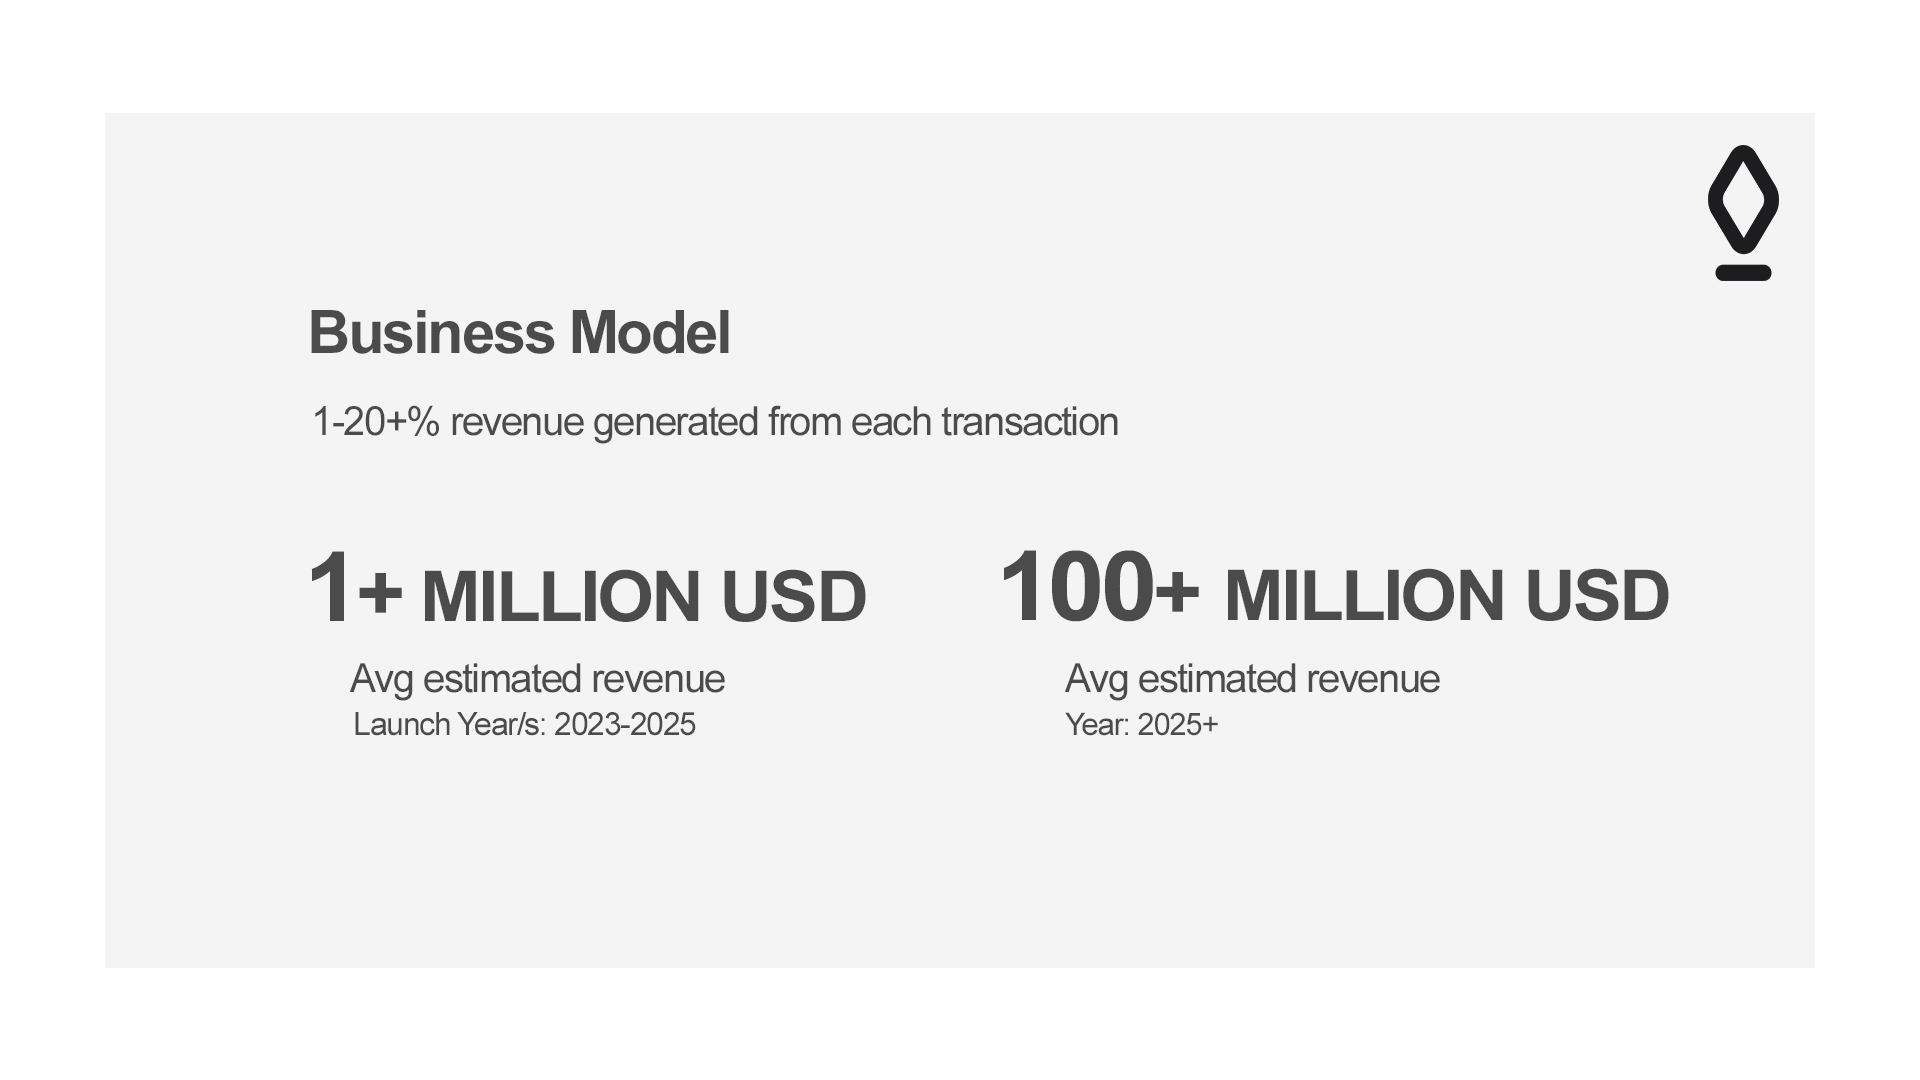 Business Model
1-20+% revenue generated from each transaction
1+ MILLION USD
Avg estimated revenue
Launch Year/s: 2023-2025
100+ MILLION USD
Avg estimated revenue
Year: 2025+